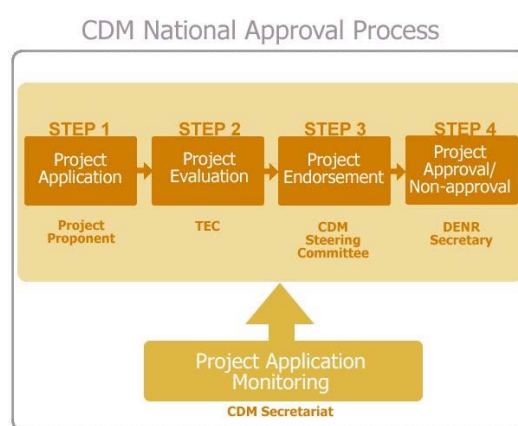 CDM National Approval Process
STEP 1
STEP 2
STEP 3
STEP 4
Project
Application
Project
Evaluation
Project
Endorsement
Project
Approval/
Non-approval
Project
Proponent
TEC
CDM
Steering
Committee
DENR
Secretary
Project Application
Monitoring
CDM Secretariat